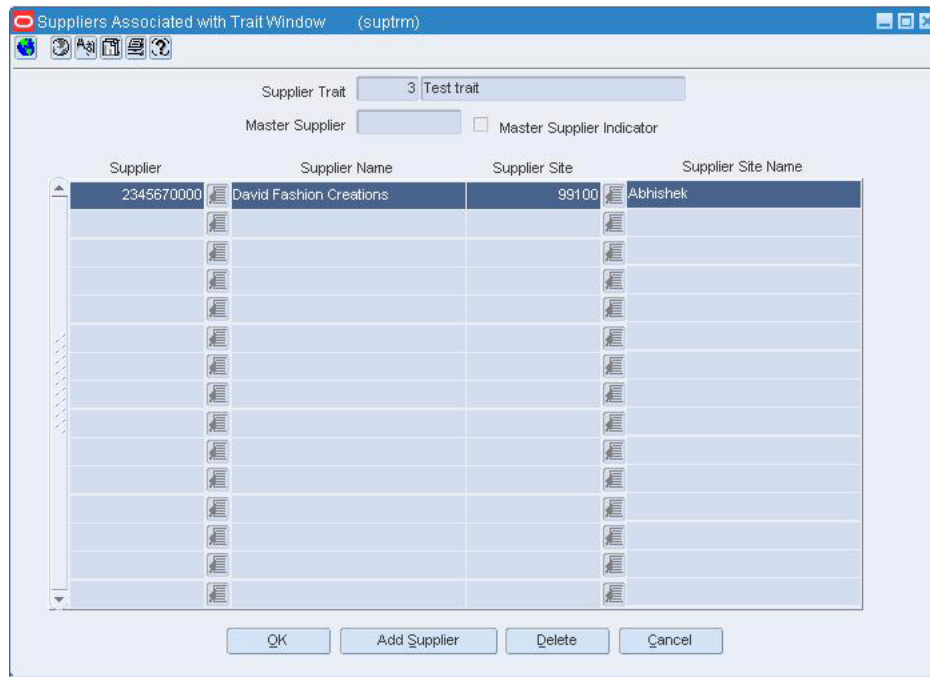 Suppliers Associated with Trait Window (suptrm)
Supplier Trait 3 Test trait
Master Supplier Master Supplier Indicator
Supplier Supplier Name Supplier Site Supplier Site Name
2345670000 David Fashion Creations 99100 Abhishek
OK Add Supplier Delete Cancel